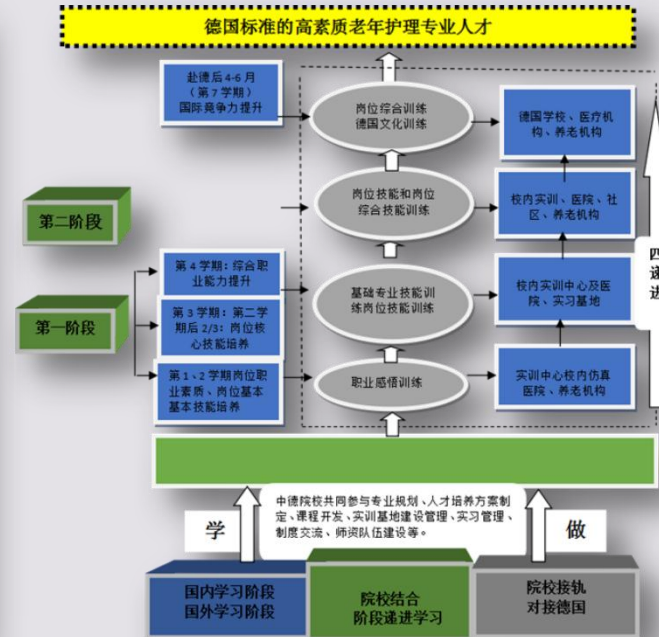 德国标准的高素质老年护理专业人才
赴德后4-6月
（第7学期）
国际竞争力提升
岗位综合训练
德国文化训练
德国学校、医疗机
构、养老机构
第二阶段
岗位技能和岗位
综合技能训练
校内实训、医院、社
区、养老机构
第4学期：综合职
业能力提升
第一阶段
第3学期：第二学
期后2/3：岗位核
心技能培养
基础专业技能训
练岗位技能训练
校内实训中心及医
院、实习基地
四
递
进
第1、2学期岗位职
业素质、岗位基本
基本技能培养
职业感悟训练
实训中心校内仿真
医院、养老机构
中德院校共同参与专业规划、人才培养方案制
定、课程开发、实训基地建设管理、实习管理、
制度交流、师资队伍建设等。
学
做
国内学习阶段
国外学习阶段
院校结合
阶段递进学习
院校接轨
对接德国